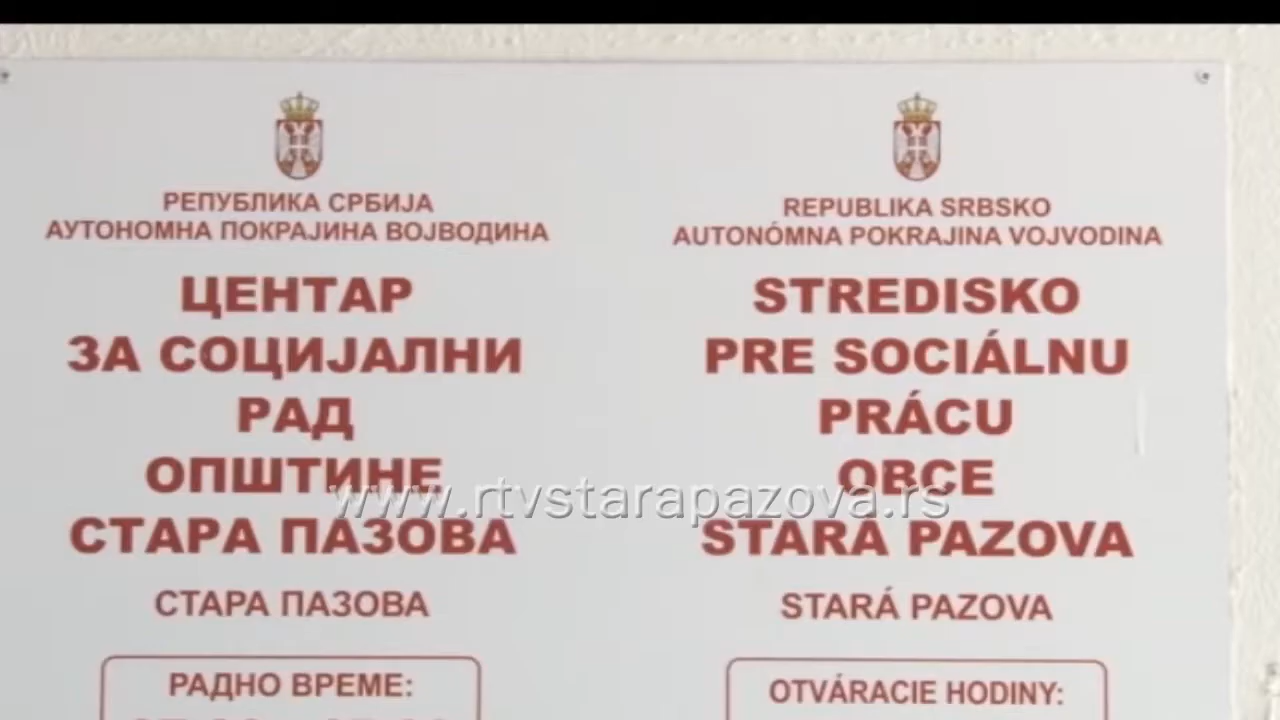 РЕПУБЛИКА СРБИЈА
АУТОНОМНА ПОКРАЈИНА ВОЈВОДИНА
ЦЕНТАР
ЗА СОЦИЈАЛНИ
РАД
ОПШТИНЕ
СТАРА ПАЗОВА
СТАРА ПАЗОВА
РАДНО ВРЕМЕ:
REPUBLIKA SRBSKO
AUTONÓMNA POKRAJINA VOJVODINA
STREDISKO
PRE SOCIÁLNU
PRÁCU
OBCE
STARÁ PAZOVA
STARÁ PAZOVA
OTVÁRACIE HODINY:
www.rtvstarapazova.rs